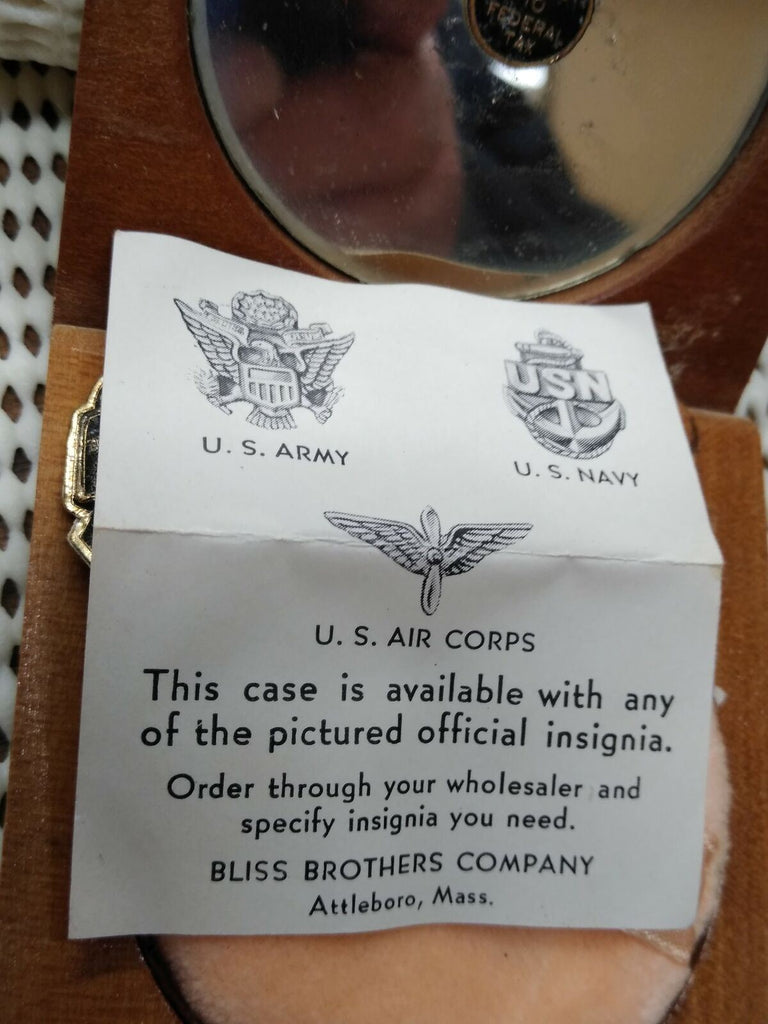 TO
FEDERAL
TAX
USN
U. S. ARMY
U. S. NAVY
U. S. AIR CORPS
This case is available with any
of the pictured official insignia.
Order through your wholesaler and
specify insignia you need.
BLISS BROTHERS COMPANY
Attleboro, Mass.